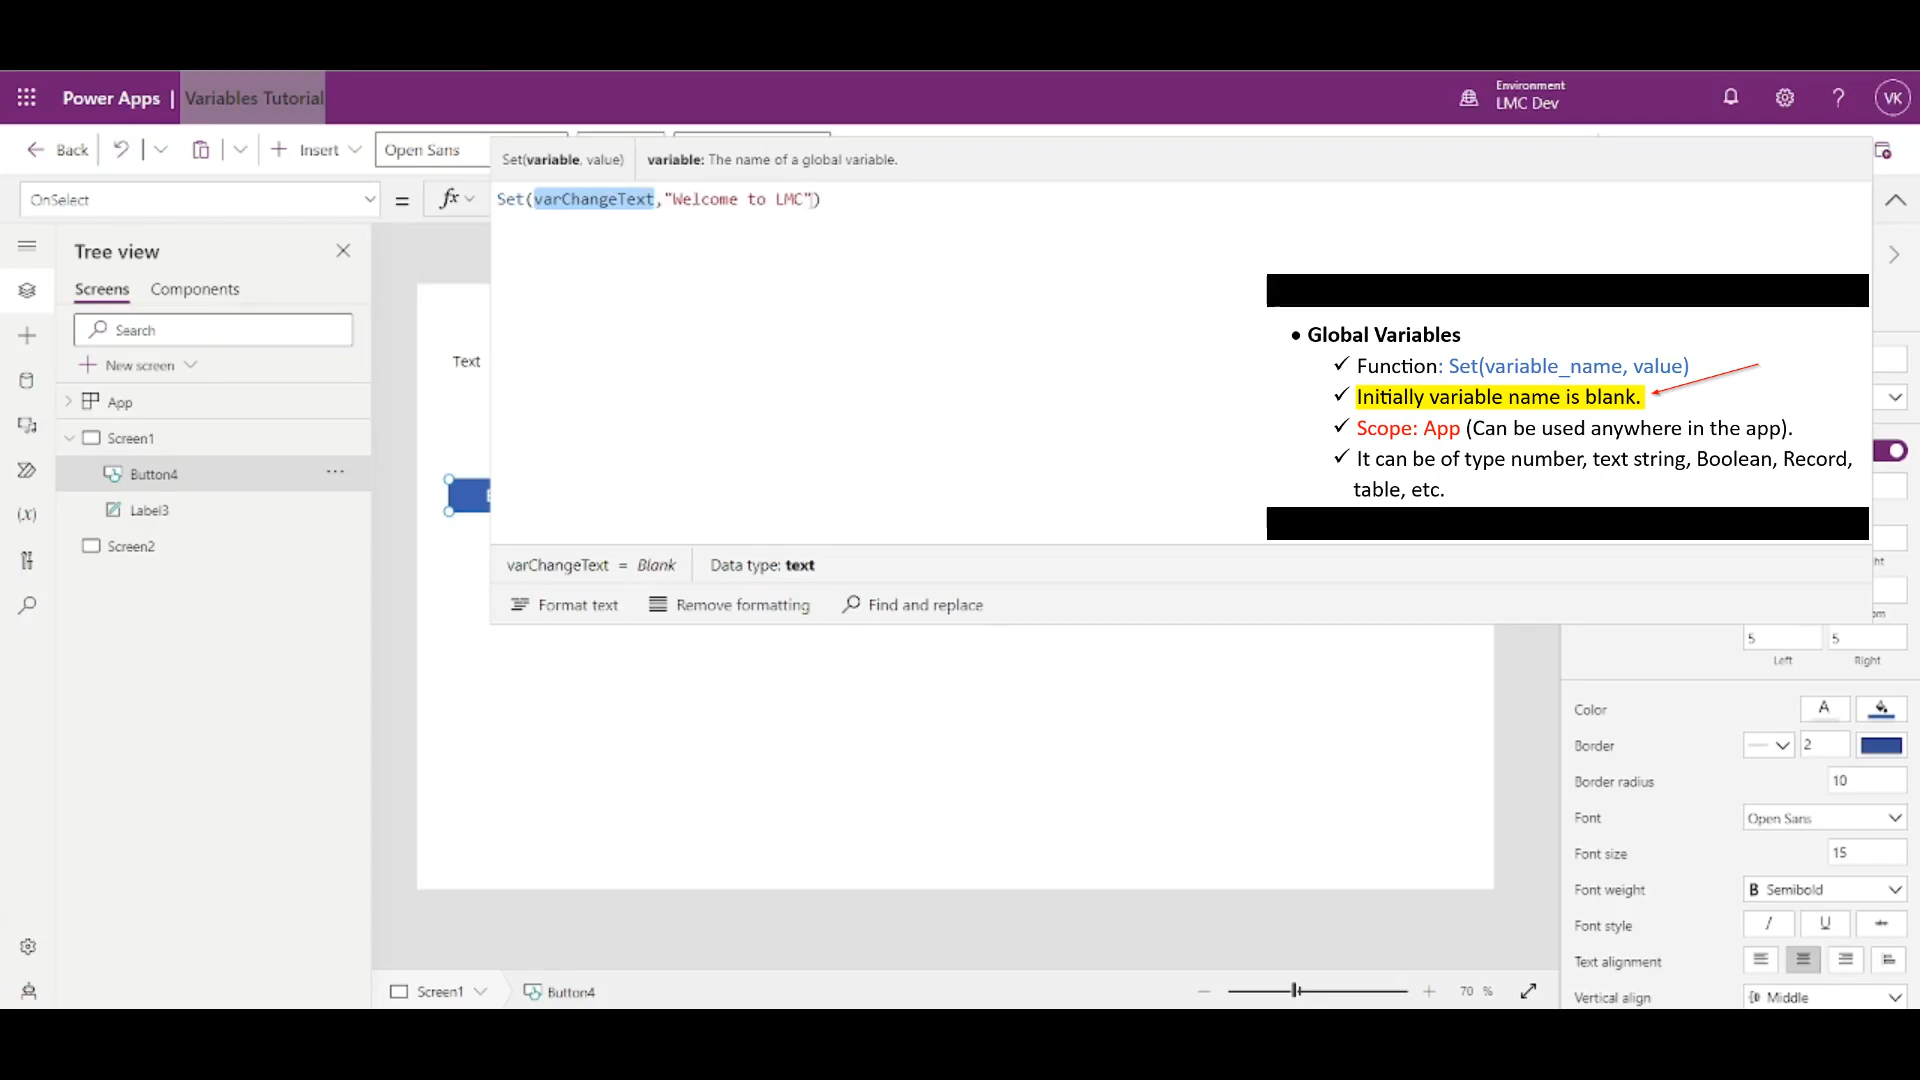 Power Apps | Variables Tutorial
Environment
LMC Dev
VK
Back
Insert
Open Sans
Set(variable, value)
variable: The name of a global variable.
OnSelect
=
fx
Set(varChangeText,"Welcome to LMC")
Tree view
Screens
Components
Search
New screen
App
Screen1
Button4
Label3
Screen2
Text
• Global Variables
✓ Function: Set(variable_name, value)
✓ Initially variable name is blank.
✓ Scope: App (Can be used anywhere in the app).
✓ It can be of type number, text string, Boolean, Record,
table, etc.
varChangeText = Blank
Data type: text
Format text
Remove formatting
Find and replace
5
5
Left
Right
Color
Border
2
Border radius
10
Font
Open Sans
Font size
15
Font weight
B Semibold
Font style
Text alignment
Vertical align
Middle
Screen1
Button4
70 %